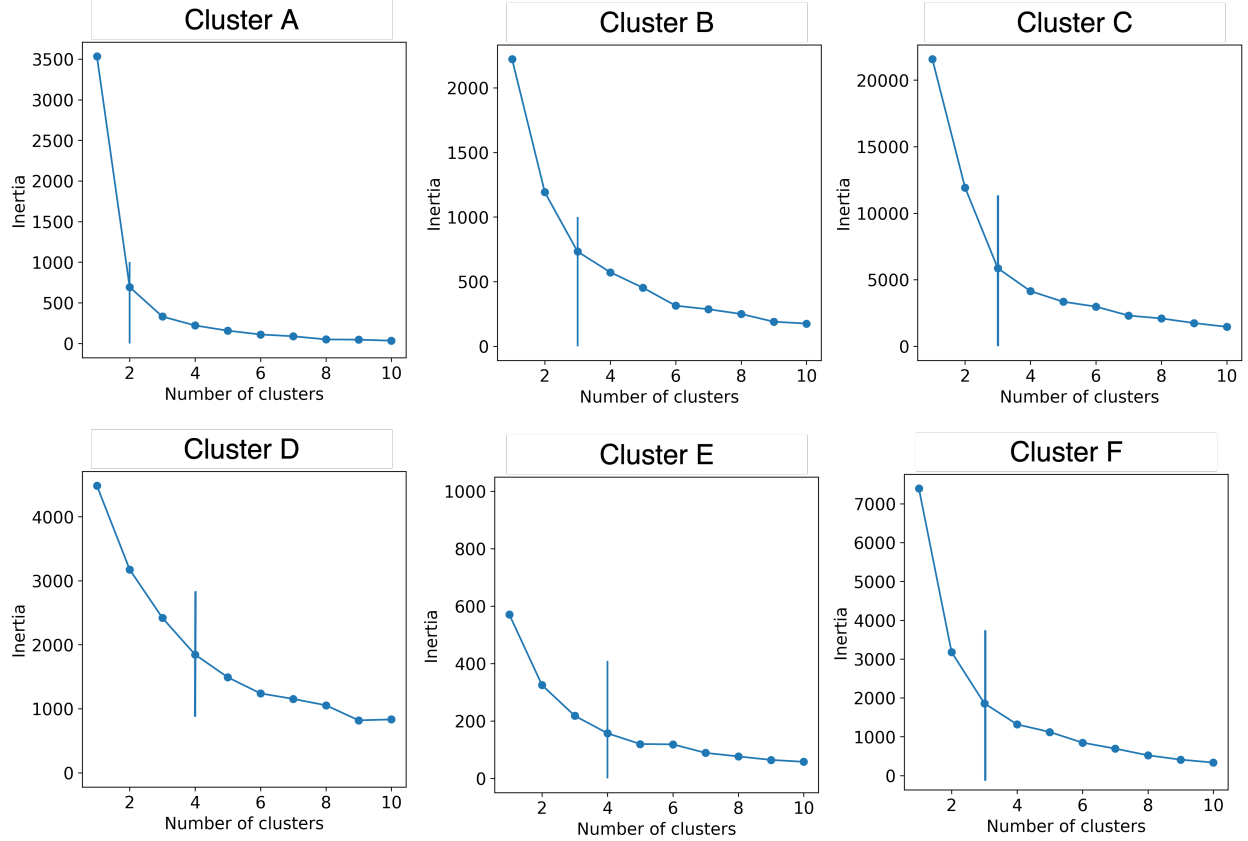 Cluster A
3500
3000
2500
2000
1500
1000
500
0
Inertia
2 4 6 8 10
Number of clusters
Cluster B
2000
1500
1000
500
0
Inertia
2 4 6 8 10
Number of clusters
Cluster C
20000
15000
10000
5000
0
Inertia
2 4 6 8 10
Number of clusters
Cluster D
4000
3000
2000
1000
0
Inertia
2 4 6 8 10
Number of clusters
Cluster E
1000
800
600
400
200
0
Inertia
2 4 6 8 10
Number of clusters
Cluster F
7000
6000
5000
4000
3000
2000
1000
0
Inertia
2 4 6 8 10
Number of clusters